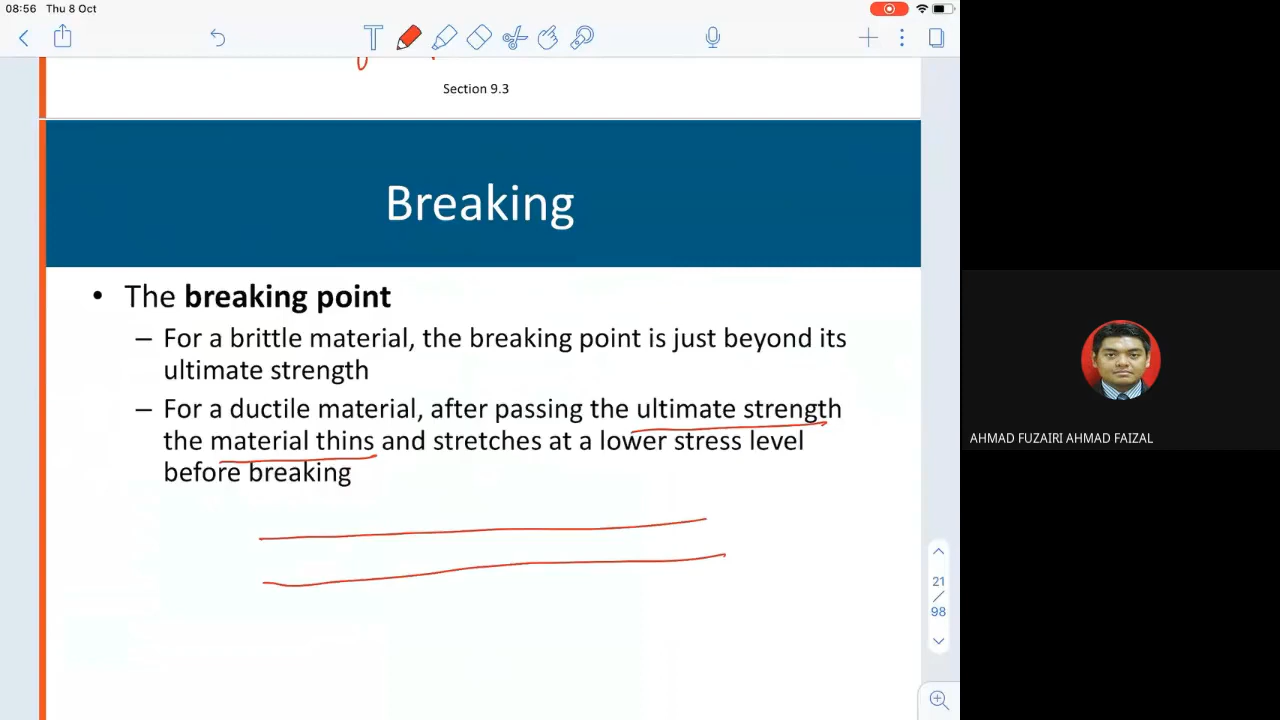 08:56 Thu 8 Oct
T
Section 9.3
Breaking
• The breaking point
– For a brittle material, the breaking point is just beyond its
ultimate strength
– For a ductile material, after passing the ultimate strength
the material thins and stretches at a lower stress level
before breaking
21
/
98
AHMAD FUZAIRI AHMAD FAIZAL